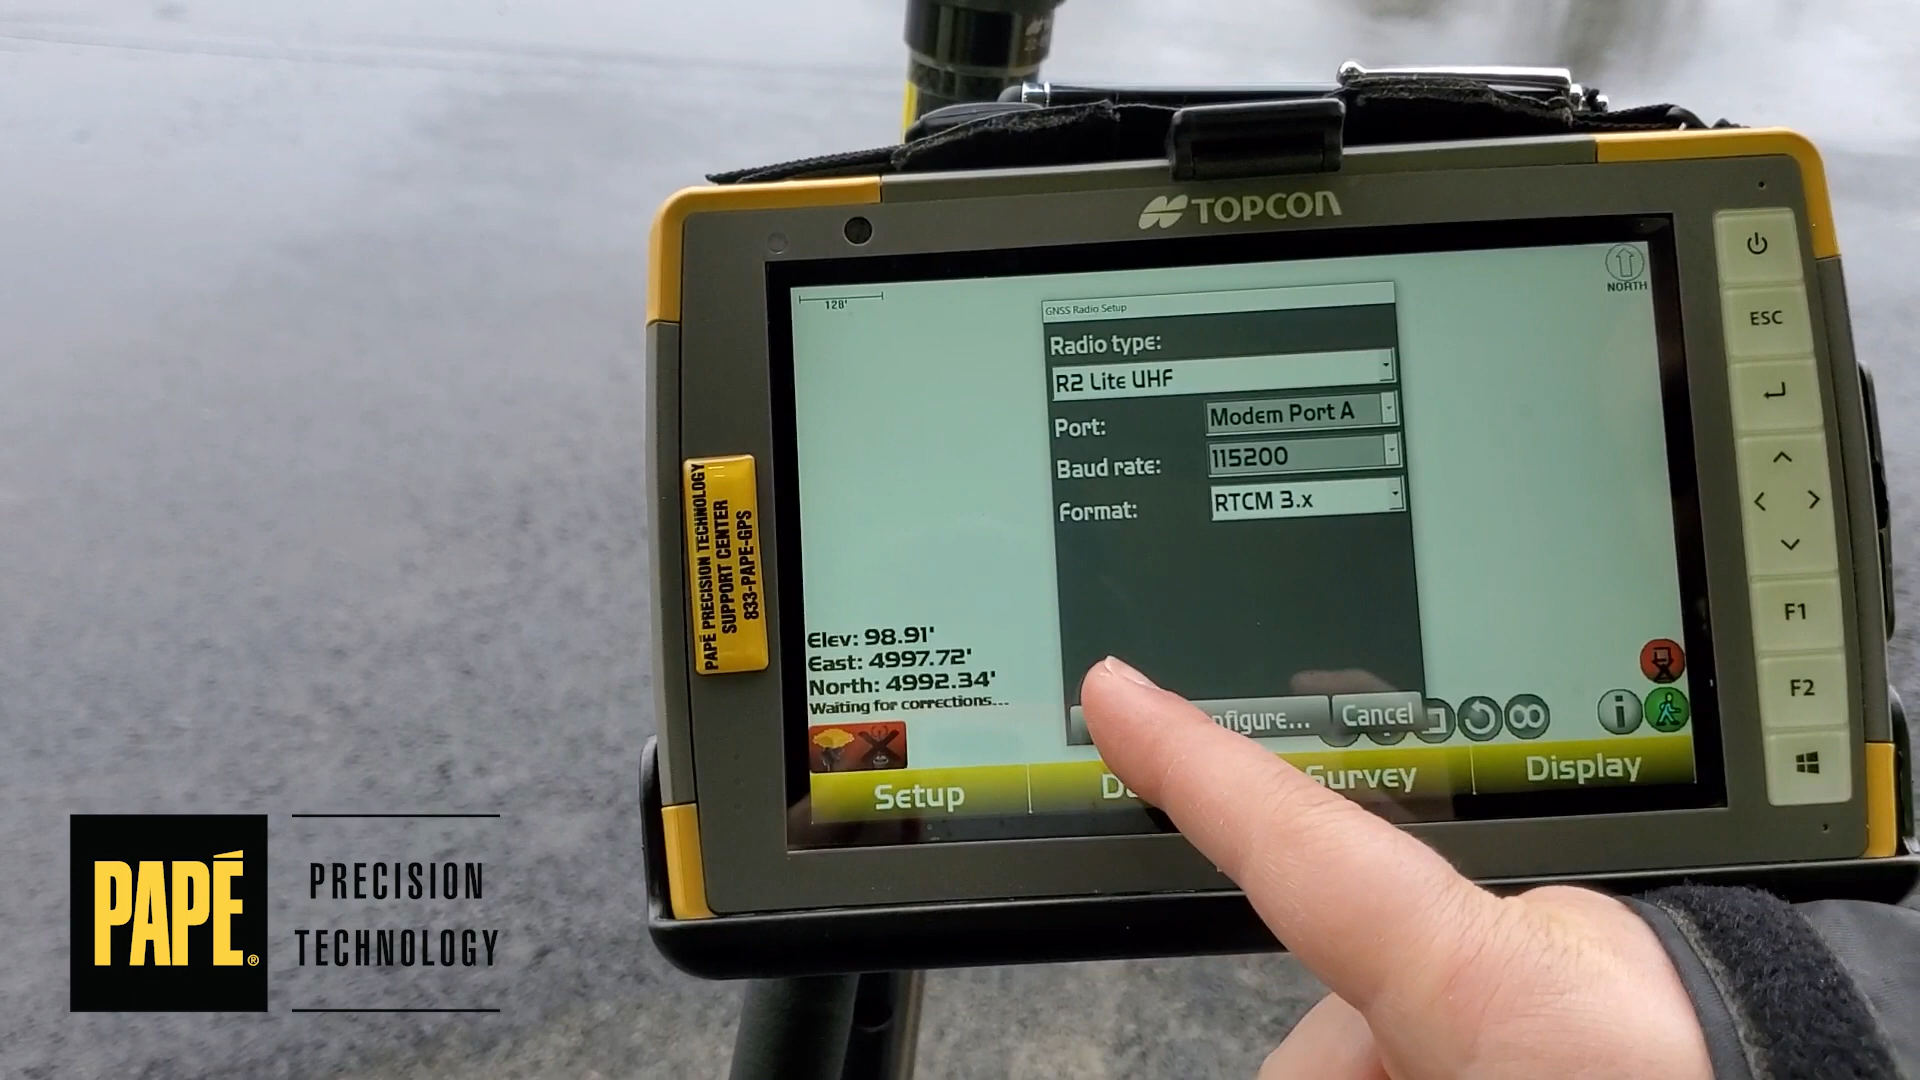 TOPCON
128'
NORTH
GNSS Radio Setup
Radio type:
R2 Lite UHF
Port:
Modem Port A
Baud rate:
115200
Format:
RTCM 3.x
Elev: 98.91'
East: 4997.72'
North: 4992.34'
Waiting for corrections...
Cancel
Setup
Survey
Display
ESC
F1
F2
PAPÉ PRECISION TECHNOLOGY
SUPPORT CENTER
833-PAPE-GPS
PAPÉ®
PRECISION
TECHNOLOGY